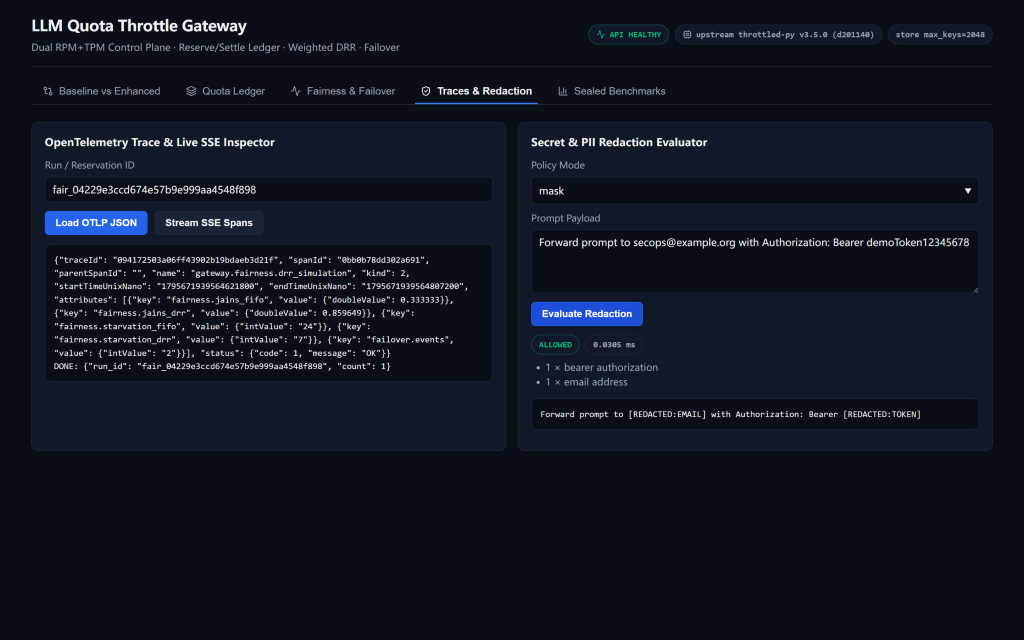 LLM Quota Throttle Gateway
Dual RPM+TPM Control Plane · Reserve/Settle Ledger · Weighted DRR · Failover
API HEALTHY
upstream throttled-py v3.5.0 (d201140)
store max_keys=2048
Baseline vs Enhanced
Quota Ledger
Fairness & Failover
Traces & Redaction
Sealed Benchmarks
OpenTelemetry Trace & Live SSE Inspector
Run / Reservation ID
fair_04229e3ccd674e57b9e999aa4548f898
Load OTLP JSON
Stream SSE Spans
{"traceId": "094172503a06ff43902b19bdaeb3d21f", "spanId": "0bb0b78dd302a691",
"parentSpanId": "", "name": "gateway.fairness.drr_simulation", "kind": 2,
"startTimeUnixNano": "1795671939564621800", "endTimeUnixNano": "1795671939564807200",
"attributes": [{"key": "fairness.jains_fifo", "value": {"doubleValue": 0.333333}},
{"key": "fairness.jains_drr", "value": {"doubleValue": 0.859649}}, {"key":
"fairness.starvation_fifo", "value": {"intValue": "24"}}, {"key":
"fairness.starvation_drr", "value": {"intValue": "7"}}, {"key": "failover.events",
"value": {"intValue": "2"}}], "status": {"code": 1, "message": "OK"}}
DONE: {"run_id": "fair_04229e3ccd674e57b9e999aa4548f898", "count": 1}
Secret & PII Redaction Evaluator
Policy Mode
mask
Prompt Payload
Forward prompt to secops@example.org with Authorization: Bearer demoToken12345678
Evaluate Redaction
ALLOWED
0.0305 ms
• 1 × bearer authorization
• 1 × email address
Forward prompt to [REDACTED:EMAIL] with Authorization: Bearer [REDACTED:TOKEN]